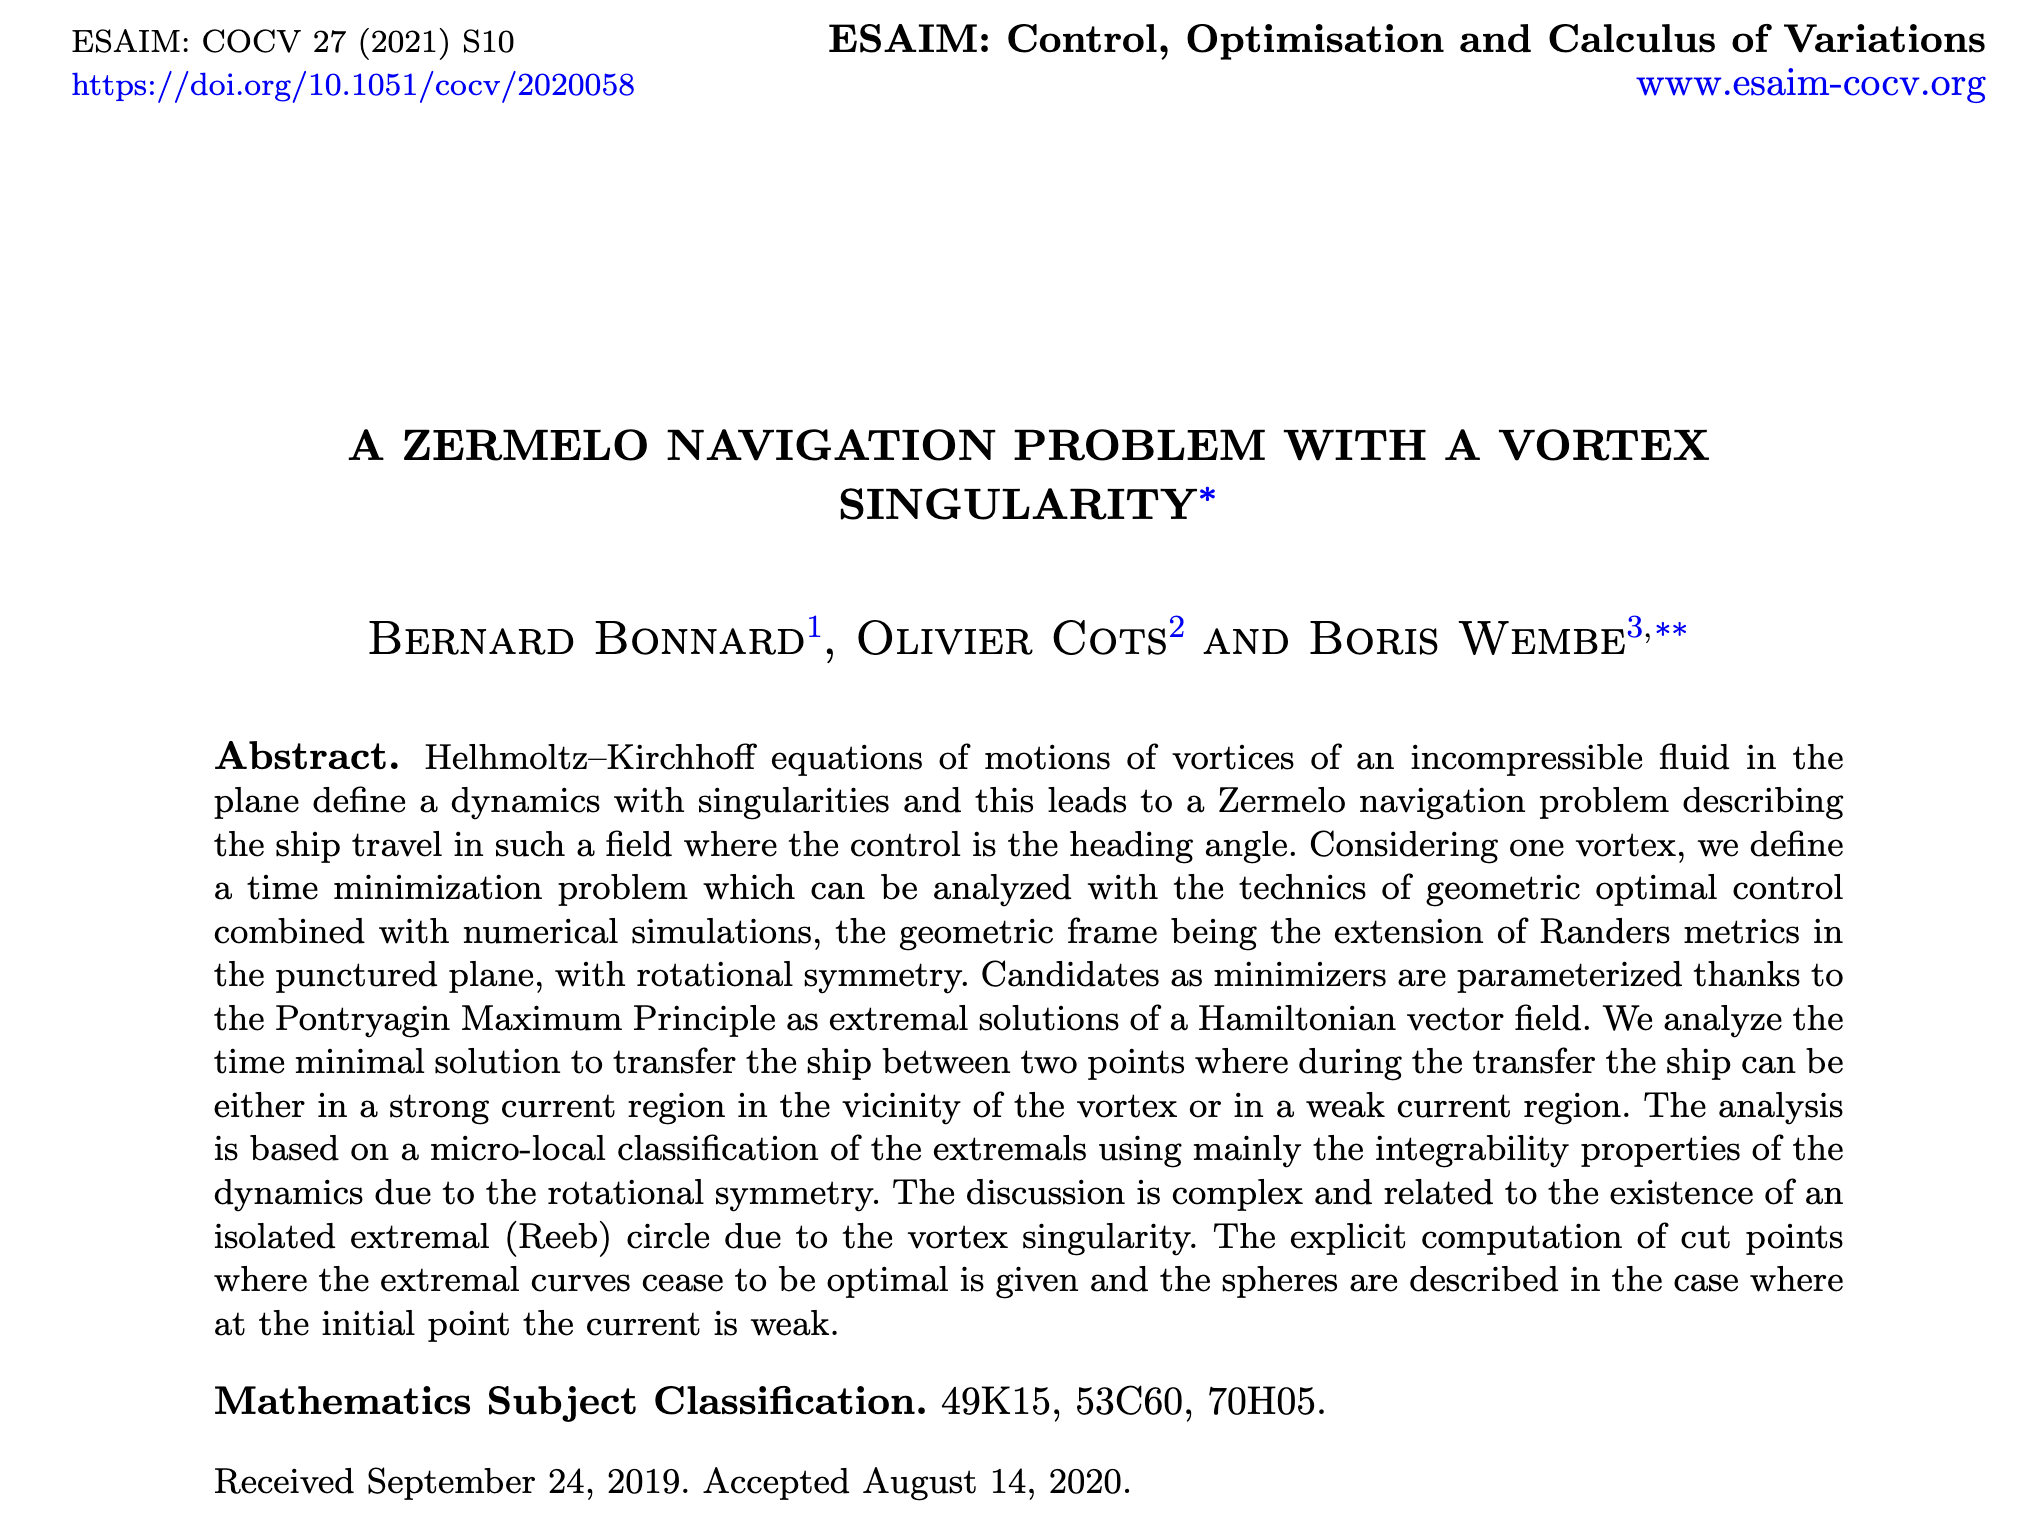 ESAIM: COCV 27 (2021) S10
https://doi.org/10.1051/cocv/2020058
ESAIM: Control, Optimisation and Calculus of Variations
www.esaim-cocv.org
A ZERMELO NAVIGATION PROBLEM WITH A VORTEX
SINGULARITY*
BERNARD BONNARD1, OLIVIER COTS2 AND BORIS WEMBE3,**
Abstract. Helhmoltz–Kirchhoff equations of motions of vortices of an incompressible fluid in the
plane define a dynamics with singularities and this leads to a Zermelo navigation problem describing
the ship travel in such a field where the control is the heading angle. Considering one vortex, we define
a time minimization problem which can be analyzed with the technics of geometric optimal control
combined with numerical simulations, the geometric frame being the extension of Randers metrics in
the punctured plane, with rotational symmetry. Candidates as minimizers are parameterized thanks to
the Pontryagin Maximum Principle as extremal solutions of a Hamiltonian vector field. We analyze the
time minimal solution to transfer the ship between two points where during the transfer the ship can be
either in a strong current region in the vicinity of the vortex or in a weak current region. The analysis
is based on a micro-local classification of the extremals using mainly the integrability properties of the
dynamics due to the rotational symmetry. The discussion is complex and related to the existence of an
isolated extremal (Reeb) circle due to the vortex singularity. The explicit computation of cut points
where the extremal curves cease to be optimal is given and the spheres are described in the case where
at the initial point the current is weak.
Mathematics Subject Classification. 49K15, 53C60, 70H05.
Received September 24, 2019. Accepted August 14, 2020.